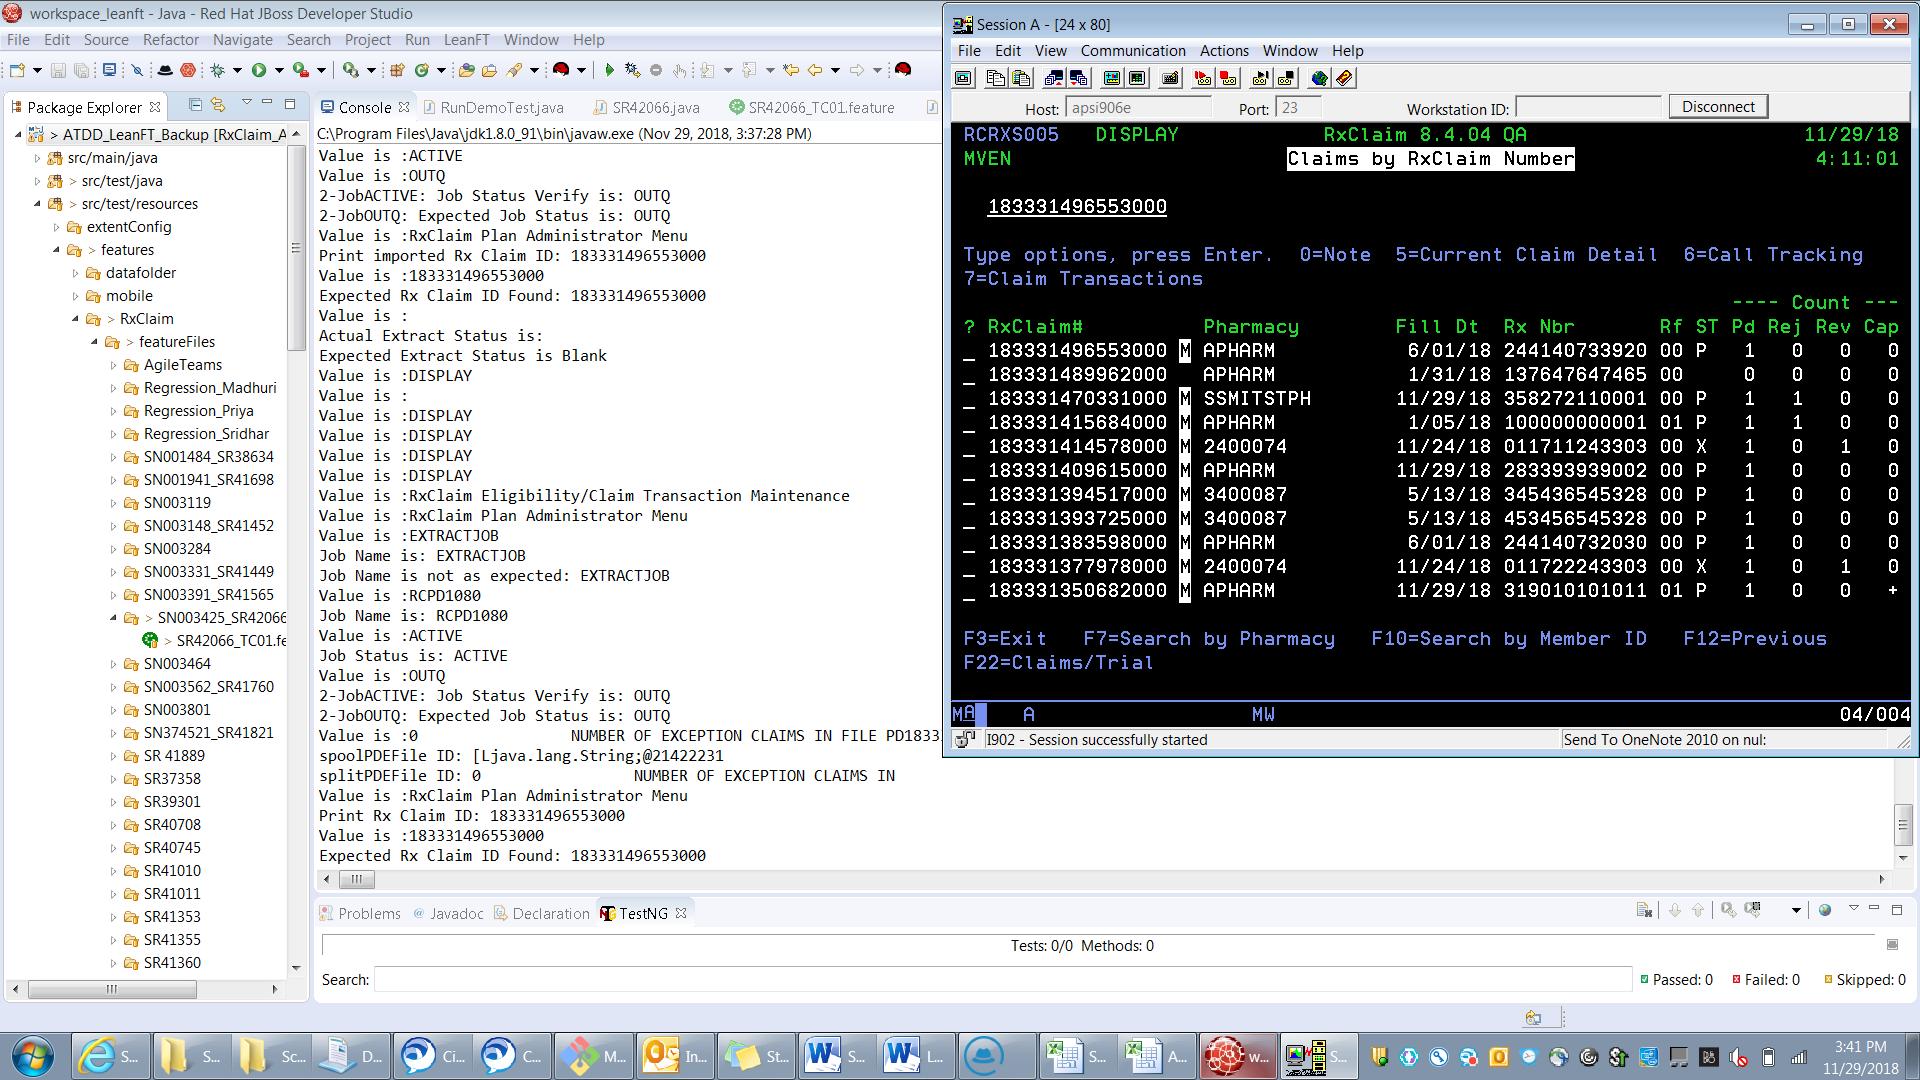 workspace_leanft - Java - Red Hat JBoss Developer Studio
File Edit Source Refactor Navigate Search Project Run LeanFT Window Help
Package Explorer
ATDD_LeanFT_Backup [RxClaim_A
src/main/java
> src/test/java
> src/test/resources
extentConfig
> features
datafolder
mobile
> RxClaim
> featureFiles
AgileTeams
Regression_Madhuri
Regression_Priya
Regression_Sridhar
SN001484_SR38634
SN001941_SR41698
SN003119
SN003148_SR41452
SN003284
SN003331_SR41449
SN003391_SR41565
> SN003425_SR42066
> SR42066_TC01.fe
SN003464
SN003562_SR41760
SN003801
SN374521_SR41821
SR 41889
SR37358
SR39301
SR40708
SR40745
SR41010
SR41011
SR41353
SR41355
SR41360
Console RunDemoTest.java SR42066.java SR42066_TC01.feature
C:\Program Files\Java\jdk1.8.0_91\bin\javaw.exe (Nov 29, 2018, 3:37:28 PM)
Value is :ACTIVE
Value is :OUTQ
2-JobACTIVE: Job Status Verify is: OUTQ
2-JobOUTQ: Expected Job Status is: OUTQ
Value is :RxClaim Plan Administrator Menu
Print imported Rx Claim ID: 183331496553000
Value is :183331496553000
Expected Rx Claim ID Found: 183331496553000
Value is :
Actual Extract Status is:
Expected Extract Status is Blank
Value is :DISPLAY
Value is :
Value is :DISPLAY
Value is :DISPLAY
Value is :DISPLAY
Value is :DISPLAY
Value is :RxClaim Eligibility/Claim Transaction Maintenance
Value is :RxClaim Plan Administrator Menu
Value is :EXTRACTJOB
Job Name is: EXTRACTJOB
Job Name is not as expected: EXTRACTJOB
Value is :RCPD1080
Job Name is: RCPD1080
Value is :ACTIVE
Job Status is: ACTIVE
Value is :OUTQ
2-JobACTIVE: Job Status Verify is: OUTQ
2-JobOUTQ: Expected Job Status is: OUTQ
Value is :0 NUMBER OF EXCEPTION CLAIMS IN FILE PD1833
spoolPDEFile ID: [Ljava.lang.String;@21422231
splitPDEFile ID: 0 NUMBER OF EXCEPTION CLAIMS IN
Value is :RxClaim Plan Administrator Menu
Print Rx Claim ID: 183331496553000
Value is :183331496553000
Expected Rx Claim ID Found: 183331496553000
Problems Javadoc Declaration TestNG
Tests: 0/0 Methods: 0
Search: Passed: 0 Failed: 0 Skipped: 0
Session A - [24 x 80]
File Edit View Communication Actions Window Help
Host: apsi906e Port: 23 Workstation ID: Disconnect
RCRXS005 DISPLAY RxClaim 8.4.04 QA 11/29/18
MVEN Claims by RxClaim Number 4:11:01
183331496553000
Type options, press Enter. 0=Note 5=Current Claim Detail 6=Call Tracking
7=Claim Transactions
---- Count ---
? RxClaim# Pharmacy Fill Dt Rx Nbr Rf ST Pd Rej Rev Cap
_ 183331496553000 M APHARM 6/01/18 244140733920 00 P 1 0 0 0
_ 183331489962000 APHARM 1/31/18 137647647465 00 0 0 0 0
_ 183331470331000 M SSMITSTPH 11/29/18 358272110001 00 P 1 1 0 0
_ 183331415684000 M APHARM 1/05/18 100000000001 01 P 1 1 0 0
_ 183331414578000 M 2400074 11/24/18 011711243303 00 X 1 0 1 0
_ 183331409615000 M APHARM 11/29/18 283393939002 00 P 1 0 0 0
_ 183331394517000 M 3400087 5/13/18 345436545328 00 P 1 0 0 0
_ 183331393725000 M 3400087 5/13/18 453456545328 00 P 1 0 0 0
_ 183331383598000 M APHARM 6/01/18 244140732030 00 P 1 0 0 0
_ 183331377978000 M 2400074 11/24/18 011722243303 00 X 1 0 1 0
_ 183331350682000 M APHARM 11/29/18 319010101011 01 P 1 0 0 +
F3=Exit F7=Search by Pharmacy F10=Search by Member ID F12=Previous
F22=Claims/Trial
MA A MW 04/004
I902 - Session successfully started Send To OneNote 2010 on nul:
S... S... Sc... D... Ci... C... M... In... St... S... L... S... A... w... S...
3:41 PM
11/29/2018